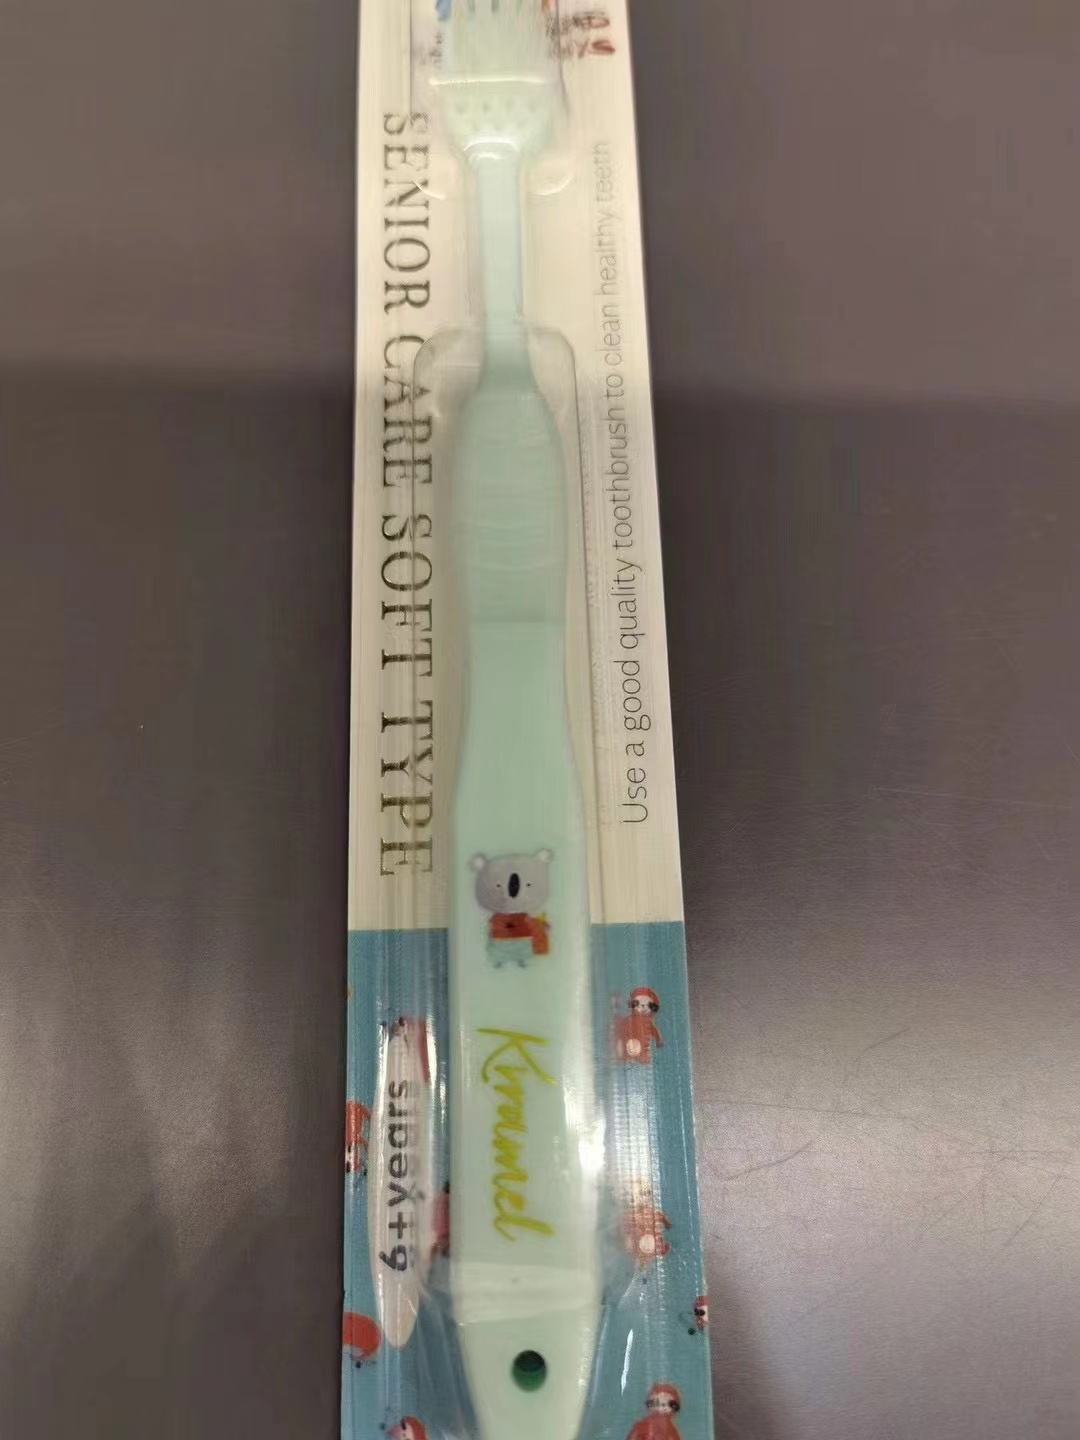 SENIOR CARE SOFT TYPE
Use a good quality toothbrush to clean healthy teeth
Kimmel
6+years